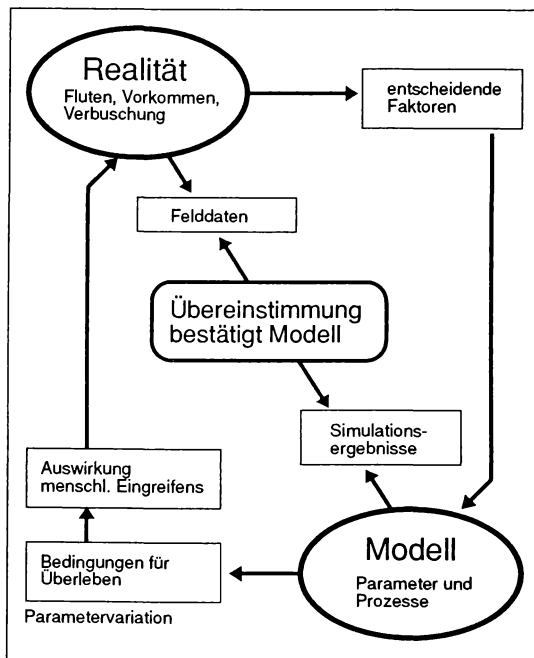 Realität
Fluten, Vorkommen,
Verbuschung
entscheidende
Faktoren
Felddaten
Übereinstimmung
bestätigt Modell
Simulations-
ergebnisse
Auswirkung
menschl. Eingreifens
Modell
Parameter und
Prozesse
Bedingungen für
Überleben
Parametervariation